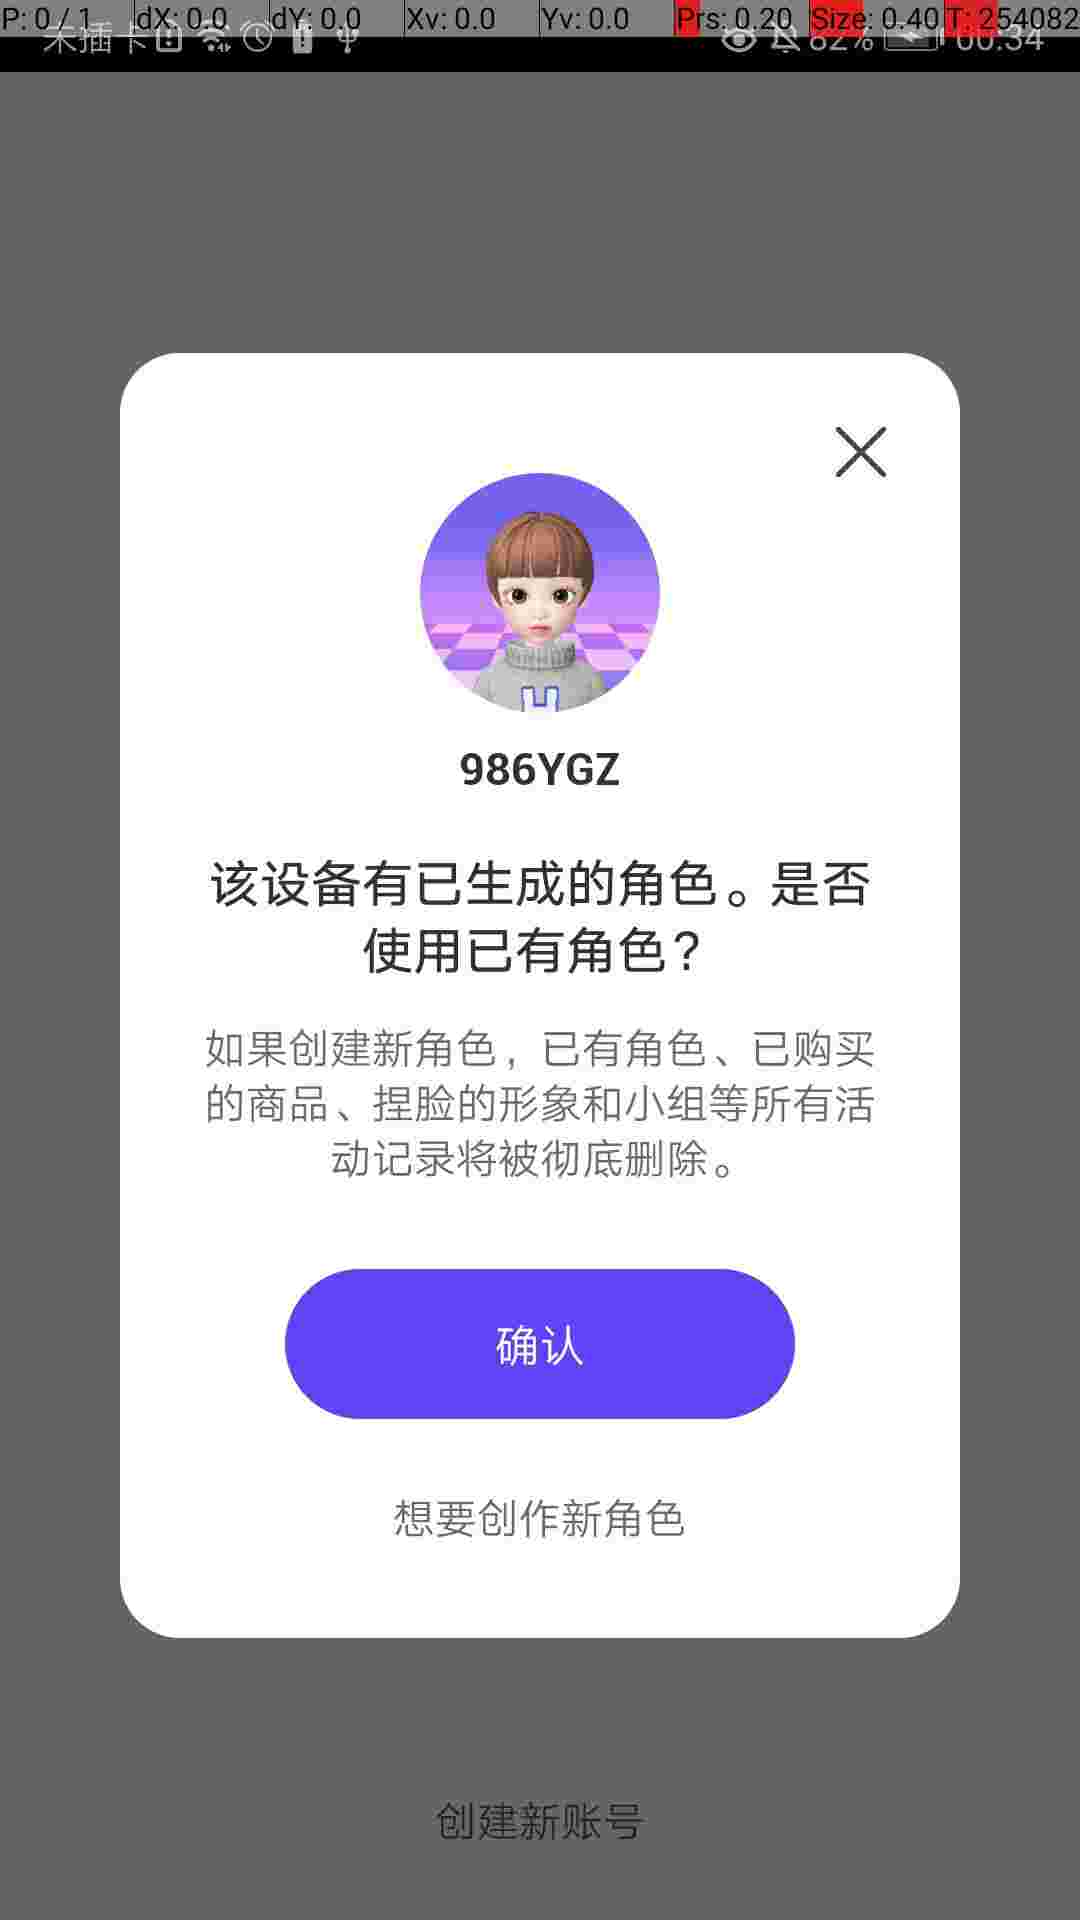 P: 0 / 1 dX: 0.0 dY: 0.0 Xv: 0.0 Yv: 0.0 Prs: 0.20 Size: 0.40 T: 254082
未插卡 82% 00:34
986YGZ
该设备有已生成的角色。是否
使用已有角色？
如果创建新角色，已有角色、已购买
的商品、捏脸的形象和小组等所有活
动记录将被彻底删除。
确认
想要创作新角色
创建新账号